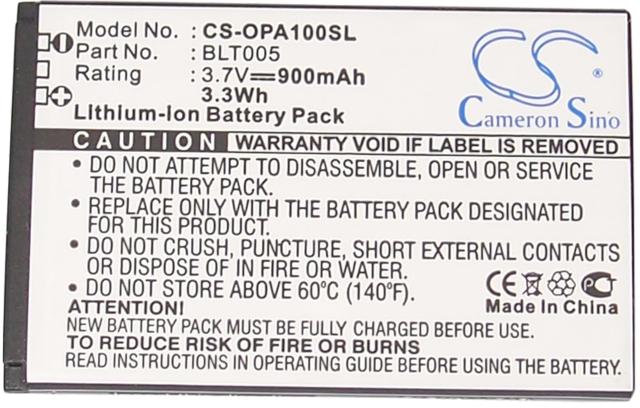 Model No.: CS-OPA100SL
Part No. : BLT005
Rating : 3.7V⎓900mAh
3.3Wh
Lithium-Ion Battery Pack
CS
Cameron Sino
CAUTION WARRANTY VOID IF LABEL IS REMOVED
• DO NOT ATTEMPT TO DISASSEMBLE, OPEN OR SERVICE
THE BATTERY PACK.
• REPLACE ONLY WITH THE BATTERY PACK DESIGNED
FOR THIS PRODUCT.
• DO NOT CRUSH, PUNCTURE, SHORT EXTERNAL CONTACTS
OR DISPOSE OF IN FIRE OR WATER.
• DO NOT STORE ABOVE 60°C (140°F).
CE
Made in CHINA
ATTENTION!
NEW BATTERY PACK MUST BE FULLY CHARGED BEFORE USE.
TO REDUCE RISK OF FIRE OR BURNS
READ INSTRUCTIONS IN OPERATING GUIDE BEFORE USING THE BATTERY.